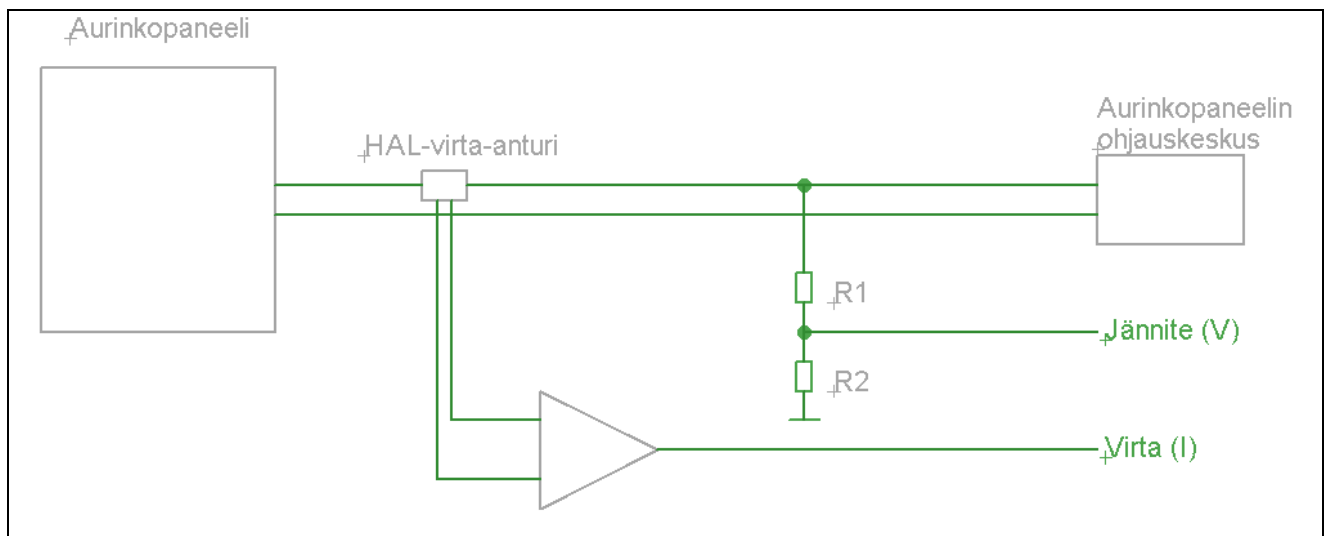 Aurinkopaneeli
HAL-virta-anturi
Aurinkopaneelin
ohjauskeskus
R1
Jännite (V)
R2
Virta (I)